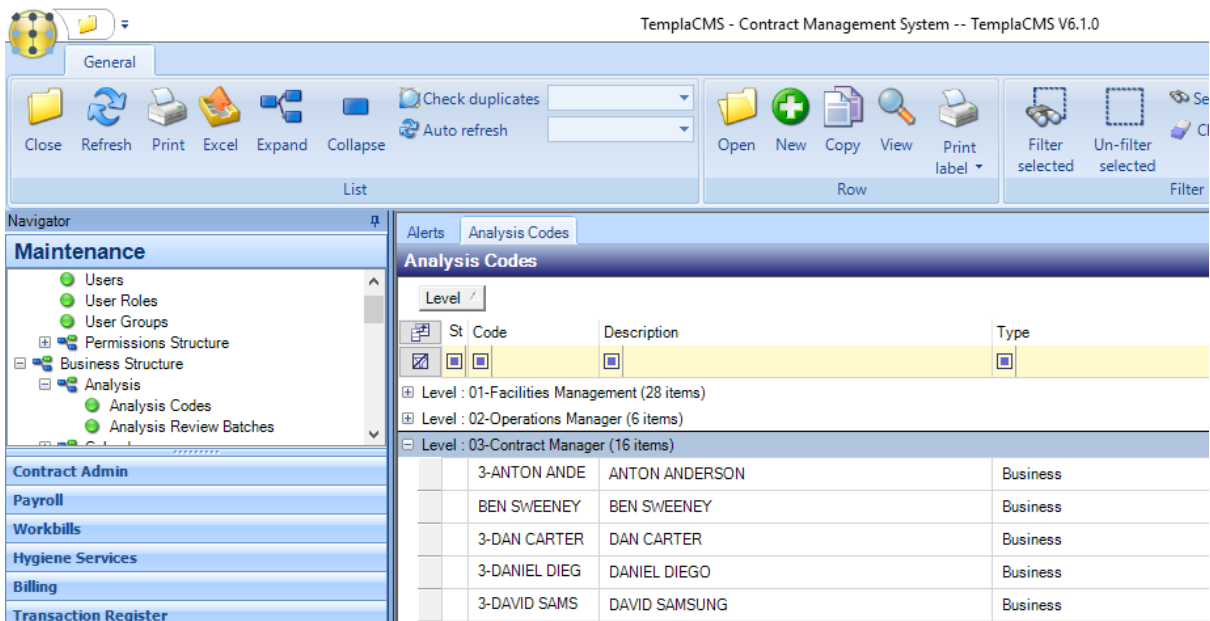 TemplaCMS - Contract Management System -- TemplaCMS V6.1.0
General
Check duplicates
Auto refresh
Close Refresh Print Excel Expand Collapse
Open New Copy View Print label
Filter selected Un-filter selected
List Row Filter
Navigator
Maintenance
Users
User Roles
User Groups
Permissions Structure
Business Structure
Analysis
Analysis Codes
Analysis Review Batches
Contract Admin
Payroll
Workbills
Hygiene Services
Billing
Transaction Register
Alerts Analysis Codes
Analysis Codes
Level
St Code Description Type
Level : 01-Facilities Management (28 items)
Level : 02-Operations Manager (6 items)
Level : 03-Contract Manager (16 items)
3-ANTON ANDE ANTON ANDERSON Business
BEN SWEENEY BEN SWEENEY Business
3-DAN CARTER DAN CARTER Business
3-DANIEL DIEG DANIEL DIEGO Business
3-DAVID SAMS DAVID SAMSUNG Business